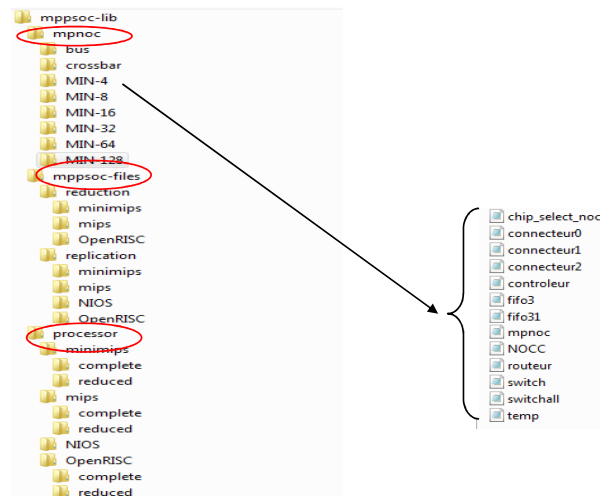 mppsoc-lib
mpnoc
bus
crossbar
MIN-4
MIN-8
MIN-16
MIN-32
MIN-64
MIN-128
mppsoc-files
reduction
minimips
mips
OpenRISC
replication
minimips
mips
NIOS
OpenRISC
processor
minimips
complete
reduced
mips
complete
reduced
NIOS
OpenRISC
complete
reduced
chip_select_noc
connecteur0
connecteur1
connecteur2
controleur
fifo3
fifo31
mpnoc
NOCC
routeur
switch
switchall
temp